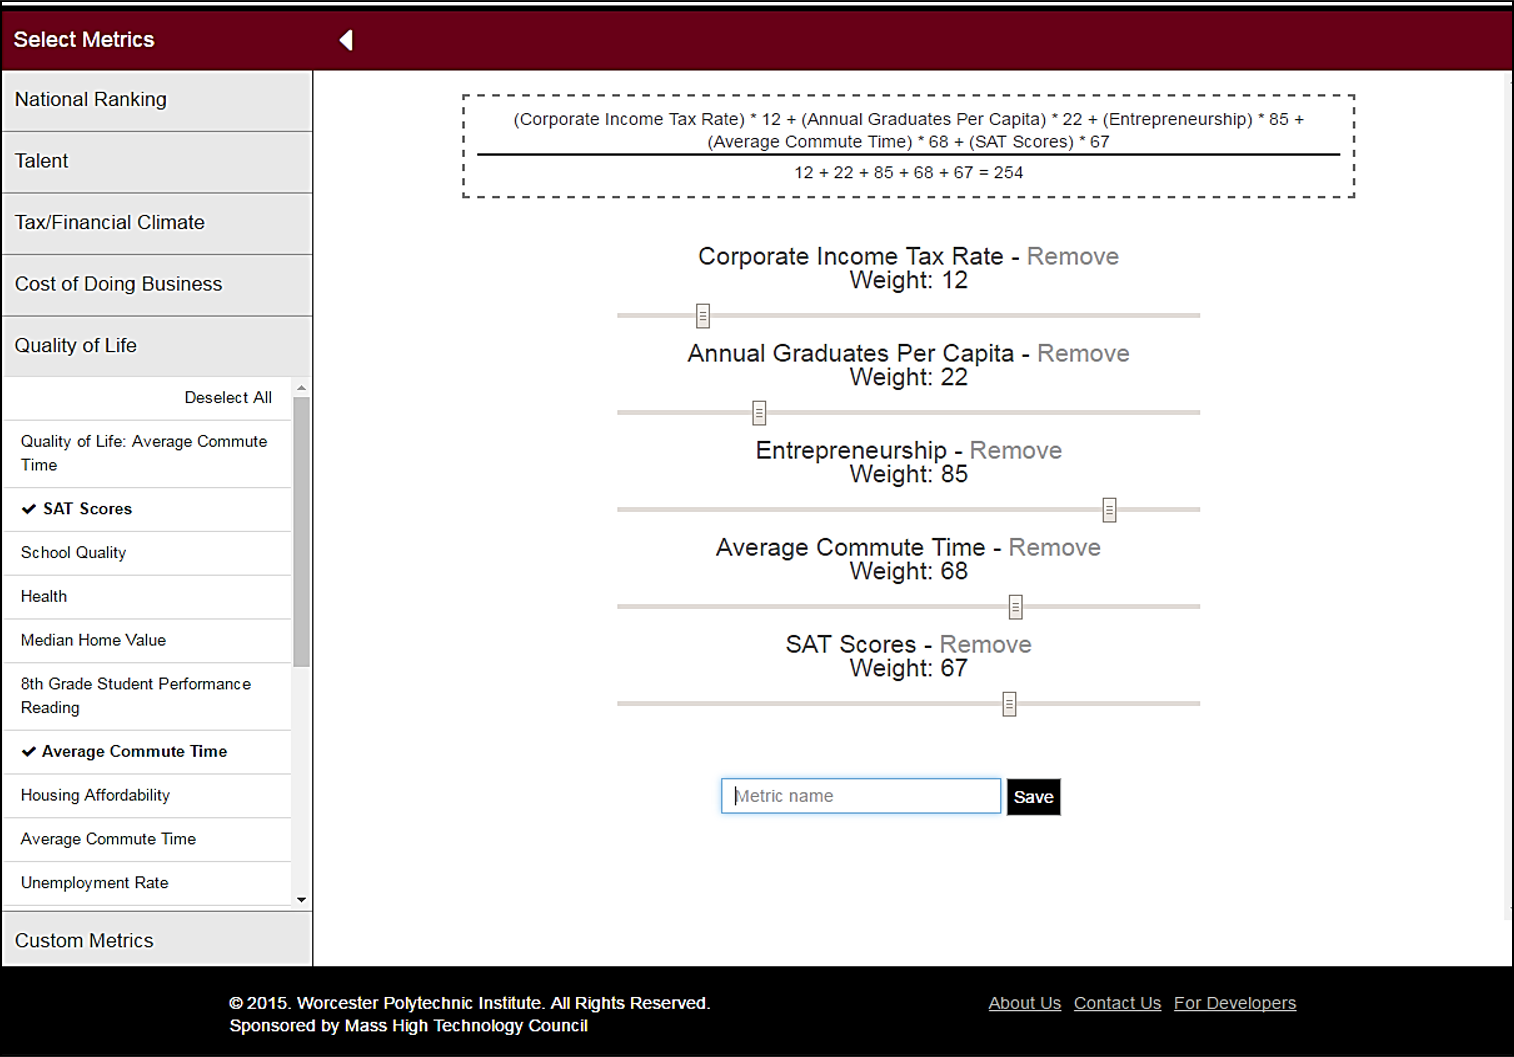 Select Metrics
National Ranking
Talent
Tax/Financial Climate
Cost of Doing Business
Quality of Life
Deselect All
Quality of Life: Average Commute
Time
SAT Scores
School Quality
Health
Median Home Value
8th Grade Student Performance
Reading
Average Commute Time
Housing Affordability
Average Commute Time
Unemployment Rate
Custom Metrics
(Corporate Income Tax Rate) * 12 + (Annual Graduates Per Capita) * 22 + (Entrepreneurship) * 85 +
(Average Commute Time) * 68 + (SAT Scores) * 67
12 + 22 + 85 + 68 + 67 = 254
Corporate Income Tax Rate - Remove
Weight: 12
Annual Graduates Per Capita - Remove
Weight: 22
Entrepreneurship - Remove
Weight: 85
Average Commute Time - Remove
Weight: 68
SAT Scores - Remove
Weight: 67
Metric name Save
© 2015. Worcester Polytechnic Institute. All Rights Reserved.
Sponsored by Mass High Technology Council
About Us Contact Us For Developers